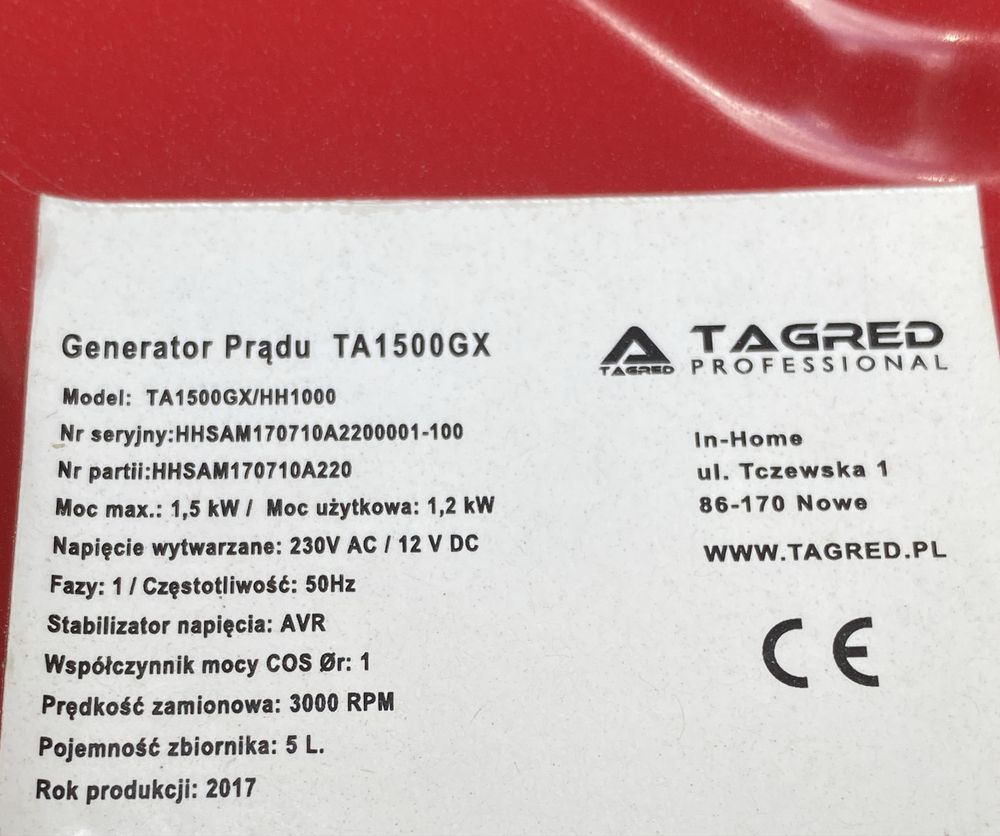 Generator Prądu TA1500GX
Model: TA1500GX/HH1000
Nr seryjny:HHSAM170710A2200001-100
Nr partii:HHSAM170710A220
Moc max.: 1,5 kW / Moc użytkowa: 1,2 kW
Napięcie wytwarzane: 230V AC / 12 V DC
Fazy: 1 / Częstotliwość: 50Hz
Stabilizator napięcia: AVR
Współczynnik mocy COS Ør: 1
Prędkość zamionowa: 3000 RPM
Pojemność zbiornika: 5 L.
Rok produkcji: 2017
TAGRED
TAGRED
PROFESSIONAL
In-Home
ul. Tczewska 1
86-170 Nowe
WWW.TAGRED.PL
CE